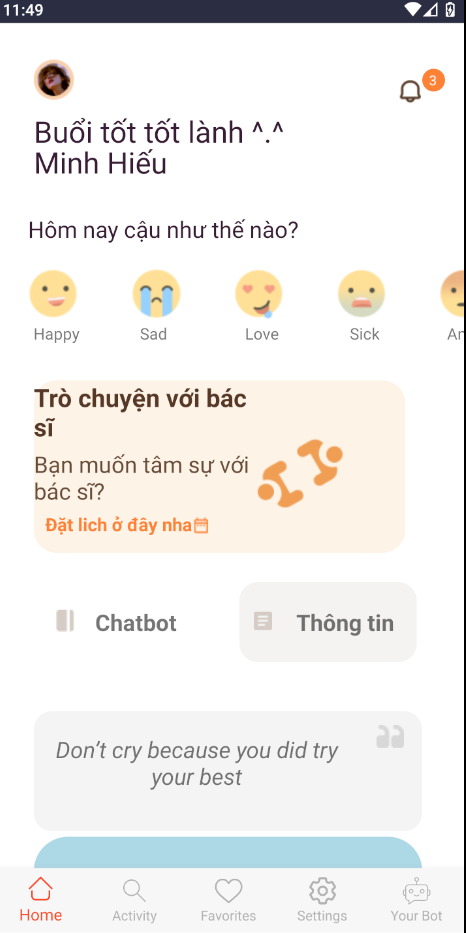 11:49
3
Buổi tốt tốt lành ^.^
Minh Hiếu
Hôm nay cậu như thế nào?
Happy Sad Love Sick An
Trò chuyện với bác
sĩ
Bạn muốn tâm sự với
bác sĩ?
Đặt lich ở đây nha
Chatbot Thông tin
Don't cry because you did try
your best
Home Activity Favorites Settings Your Bot